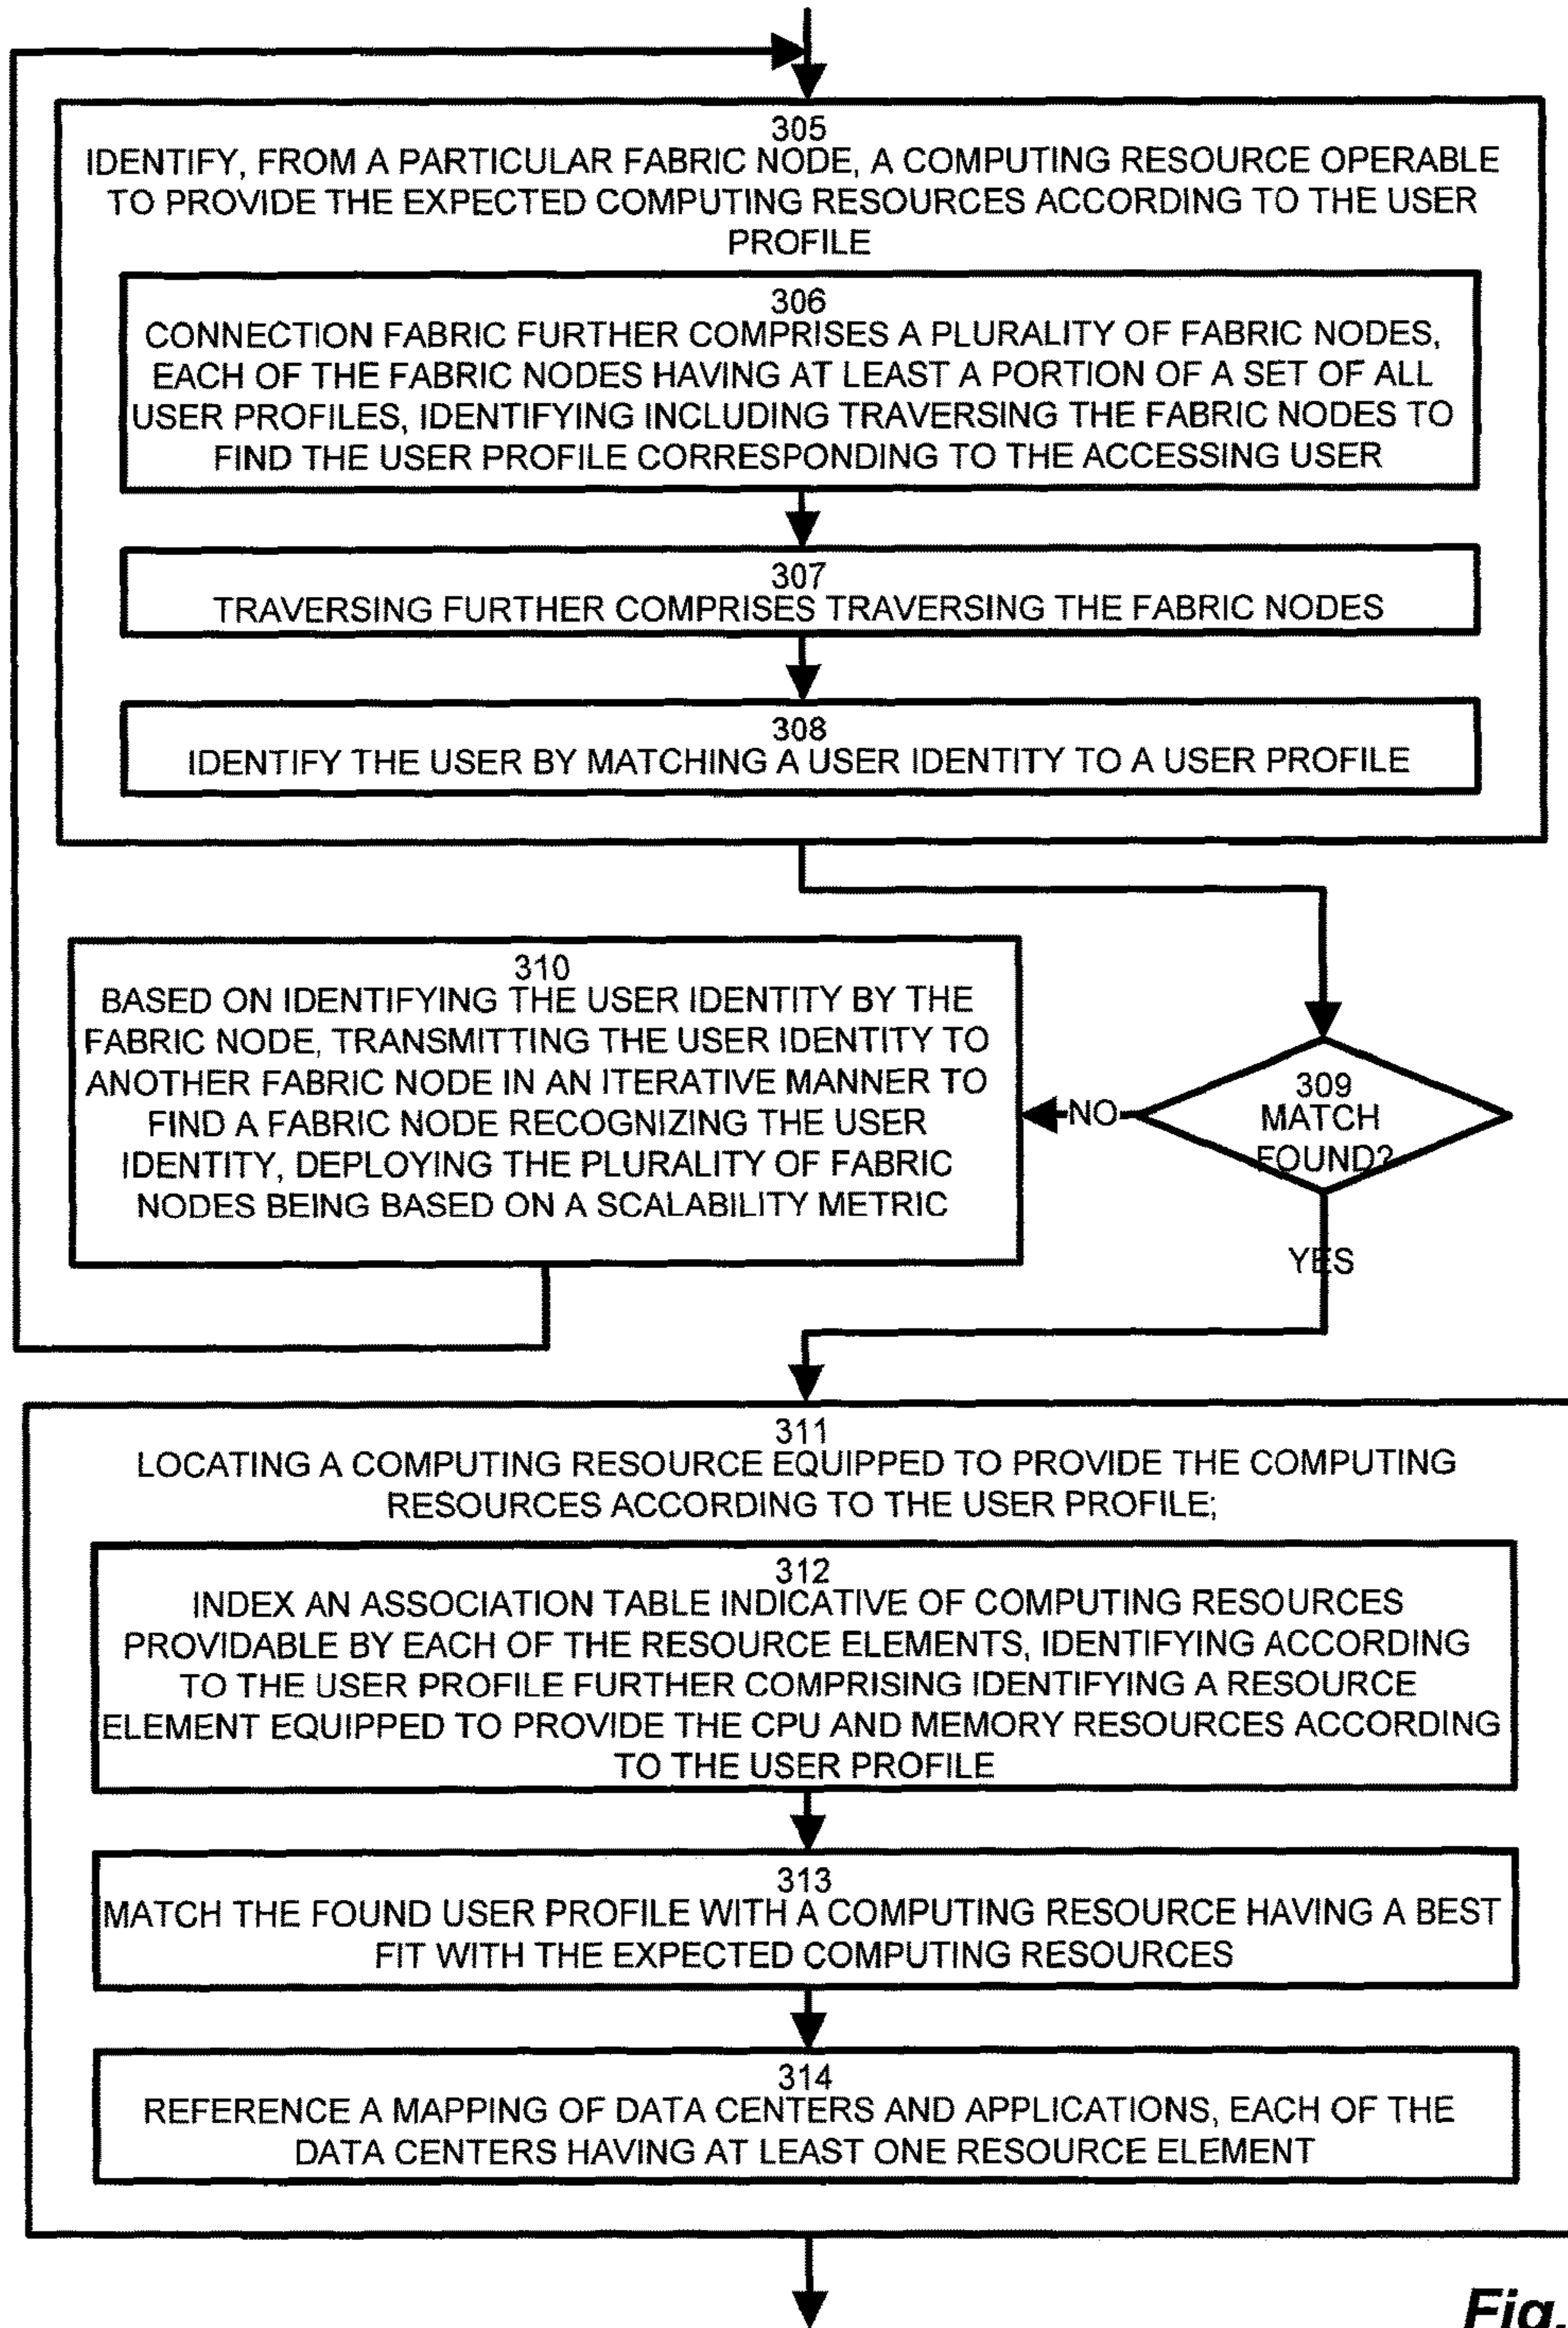 305
IDENTIFY, FROM A PARTICULAR FABRIC NODE, A COMPUTING RESOURCE OPERABLE
TO PROVIDE THE EXPECTED COMPUTING RESOURCES ACCORDING TO THE USER
PROFILE
306
CONNECTION FABRIC FURTHER COMPRISES A PLURALITY OF FABRIC NODES,
EACH OF THE FABRIC NODES HAVING AT LEAST A PORTION OF A SET OF ALL
USER PROFILES, IDENTIFYING INCLUDING TRAVERSING THE FABRIC NODES TO
FIND THE USER PROFILE CORRESPONDING TO THE ACCESSING USER
307
TRAVERSING FURTHER COMPRISES TRAVERSING THE FABRIC NODES
308
IDENTIFY THE USER BY MATCHING A USER IDENTITY TO A USER PROFILE
310
BASED ON IDENTIFYING THE USER IDENTITY BY THE
FABRIC NODE, TRANSMITTING THE USER IDENTITY TO
ANOTHER FABRIC NODE IN AN ITERATIVE MANNER TO
FIND A FABRIC NODE RECOGNIZING THE USER
IDENTITY, DEPLOYING THE PLURALITY OF FABRIC
NODES BEING BASED ON A SCALABILITY METRIC
NO
309
MATCH
FOUND?
YES
311
LOCATING A COMPUTING RESOURCE EQUIPPED TO PROVIDE THE COMPUTING
RESOURCES ACCORDING TO THE USER PROFILE;
312
INDEX AN ASSOCIATION TABLE INDICATIVE OF COMPUTING RESOURCES
PROVIDABLE BY EACH OF THE RESOURCE ELEMENTS, IDENTIFYING ACCORDING
TO THE USER PROFILE FURTHER COMPRISING IDENTIFYING A RESOURCE
ELEMENT EQUIPPED TO PROVIDE THE CPU AND MEMORY RESOURCES ACCORDING
TO THE USER PROFILE
313
MATCH THE FOUND USER PROFILE WITH A COMPUTING RESOURCE HAVING A BEST
FIT WITH THE EXPECTED COMPUTING RESOURCES
314
REFERENCE A MAPPING OF DATA CENTERS AND APPLICATIONS, EACH OF THE
DATA CENTERS HAVING AT LEAST ONE RESOURCE ELEMENT
Fig.